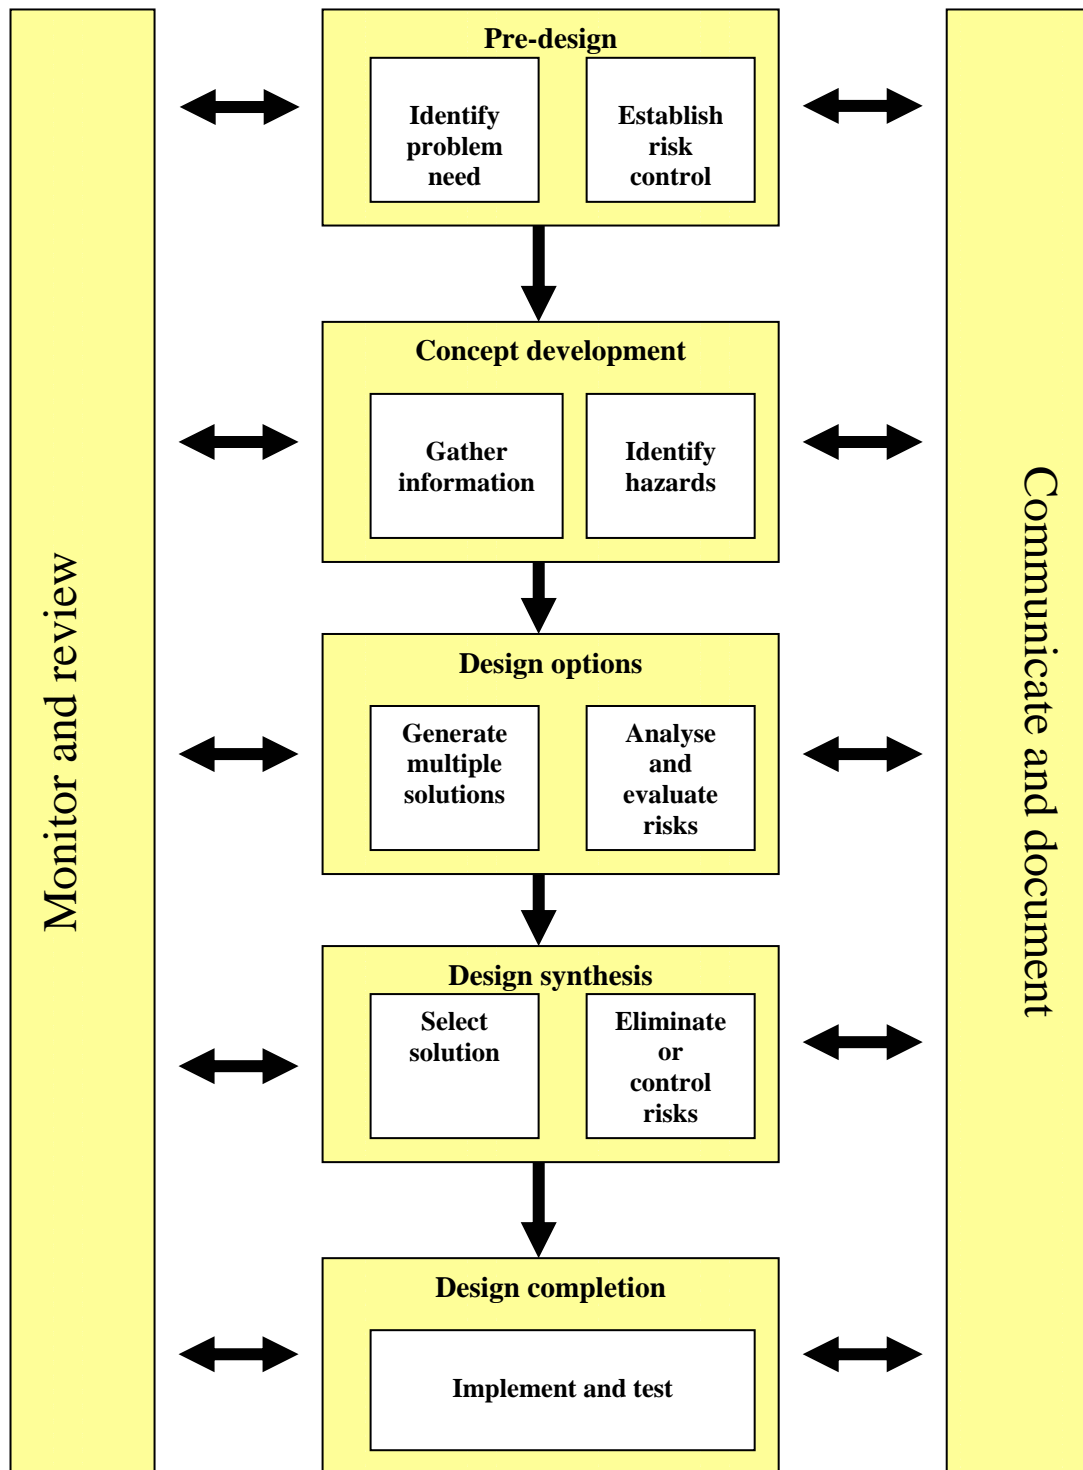 Monitor and review
Pre-design
Identify
problem
need
Establish
risk
control
Concept development
Gather
information
Identify
hazards
Design options
Generate
multiple
solutions
Analyse
and
evaluate
risks
Design synthesis
Select
solution
Eliminate
or
control
risks
Design completion
Implement and test
Communicate and document